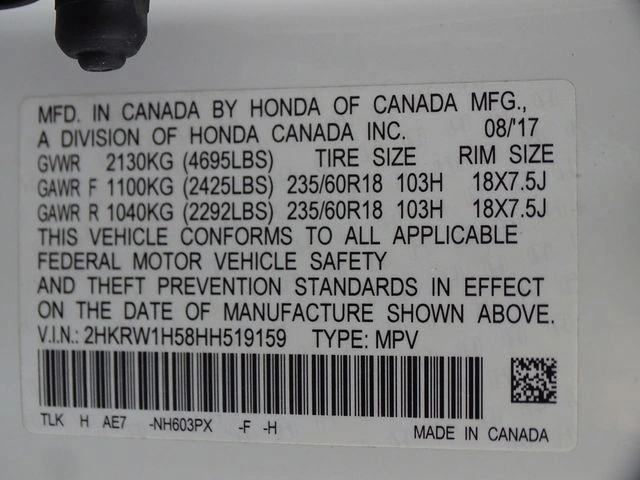 MFD. IN CANADA BY HONDA OF CANADA MFG.,
A DIVISION OF HONDA CANADA INC. 08/'17
GVWR 2130KG (4695LBS) TIRE SIZE RIM SIZE
GAWR F 1100KG (2425LBS) 235/60R18 103H 18X7.5J
GAWR R 1040KG (2292LBS) 235/60R18 103H 18X7.5J
THIS VEHICLE CONFORMS TO ALL APPLICABLE
FEDERAL MOTOR VEHICLE SAFETY
AND THEFT PREVENTION STANDARDS IN EFFECT
ON THE DATE OF MANUFACTURE SHOWN ABOVE.
V.I.N.: 2HKRW1H58HH519159 TYPE: MPV
TLK H AE7 -NH603PX -F -H MADE IN CANADA